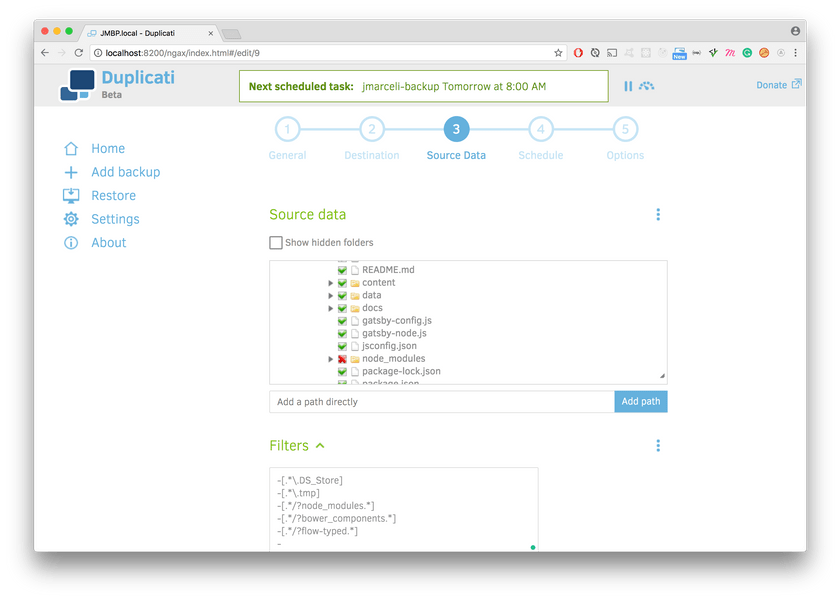 JMBP.local - Duplicati
localhost:8200/ngax/index.html#/edit/9
New
Duplicati
Beta
Next scheduled task: jmarceli-backup Tomorrow at 8:00 AM
Donate
Home
Add backup
Restore
Settings
About
1 2 3 4 5
General Destination Source Data Schedule Options
Source data
Show hidden folders
README.md
content
data
docs
gatsby-config.js
gatsby-node.js
jsconfig.json
node_modules
package-lock.json
package.json
Add a path directly
Add path
Filters
-[.*\.DS_Store]
-[.*\.tmp]
-[.*/?node_modules.*]
-[.*/?bower_components.*]
-[.*/?flow-typed.*]
-